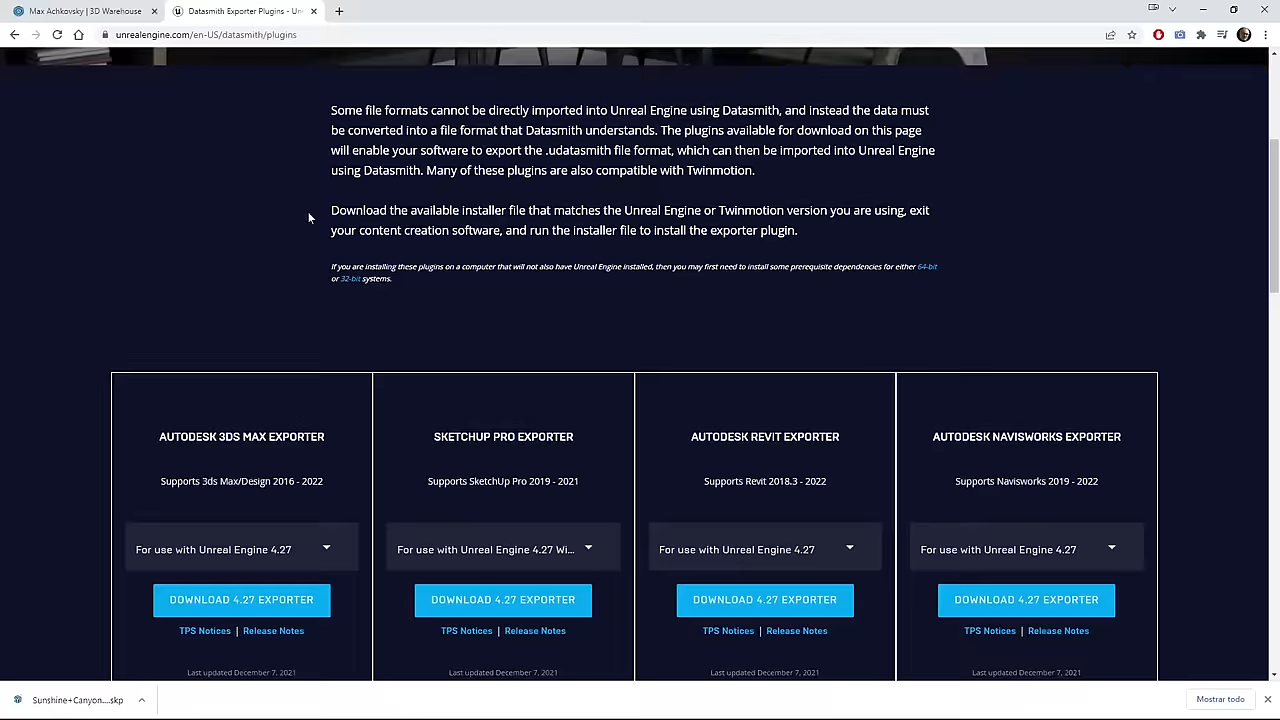 Max Achkovsky | 3D Warehouse
Datasmith Exporter Plugins - Un
unrealengine.com/en-US/datasmith/plugins
Some file formats cannot be directly imported into Unreal Engine using Datasmith, and instead the data must
be converted into a file format that Datasmith understands. The plugins available for download on this page
will enable your software to export the .udatasmith file format, which can then be imported into Unreal Engine
using Datasmith. Many of these plugins are also compatible with Twinmotion.
Download the available installer file that matches the Unreal Engine or Twinmotion version you are using, exit
your content creation software, and run the installer file to install the exporter plugin.
If you are installing these plugins on a computer that will not also have Unreal Engine installed, then you may first need to install some prerequisite dependencies for either 64-bit
or 32-bit systems.
AUTODESK 3DS MAX EXPORTER
Supports 3ds Max/Design 2016 - 2022
For use with Unreal Engine 4.27
DOWNLOAD 4.27 EXPORTER
TPS Notices | Release Notes
Last updated December 7, 2021
SKETCHUP PRO EXPORTER
Supports SketchUp Pro 2019 - 2021
For use with Unreal Engine 4.27 Wi...
DOWNLOAD 4.27 EXPORTER
TPS Notices | Release Notes
Last updated December 7, 2021
AUTODESK REVIT EXPORTER
Supports Revit 2018.3 - 2022
For use with Unreal Engine 4.27
DOWNLOAD 4.27 EXPORTER
TPS Notices | Release Notes
Last updated December 7, 2021
AUTODESK NAVISWORKS EXPORTER
Supports Navisworks 2019 - 2022
For use with Unreal Engine 4.27
DOWNLOAD 4.27 EXPORTER
TPS Notices | Release Notes
Last updated December 7, 2021
Sunshine+Canyon....skp
Mostrar todo